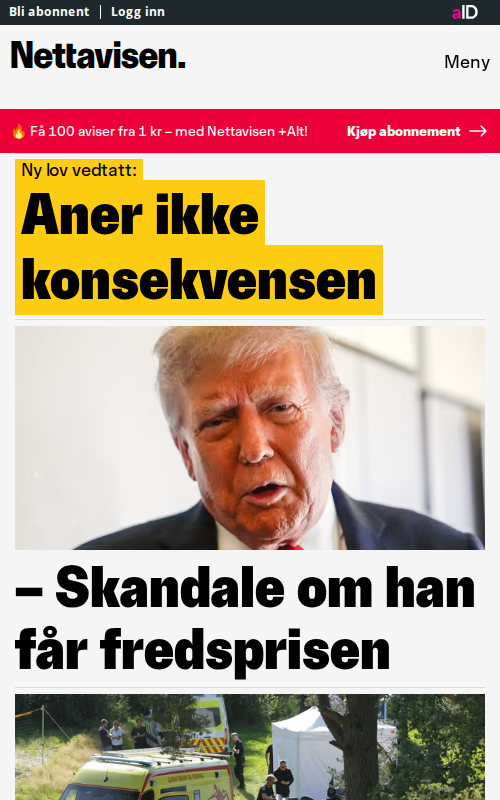 Bli abonnent | Logg inn
aID
Nettavisen.
Meny
🔥 Få 100 aviser fra 1 kr – med Nettavisen +Alt!
Kjøp abonnement →
Ny lov vedtatt:
Aner ikke
konsekvensen
– Skandale om han
får fredsprisen